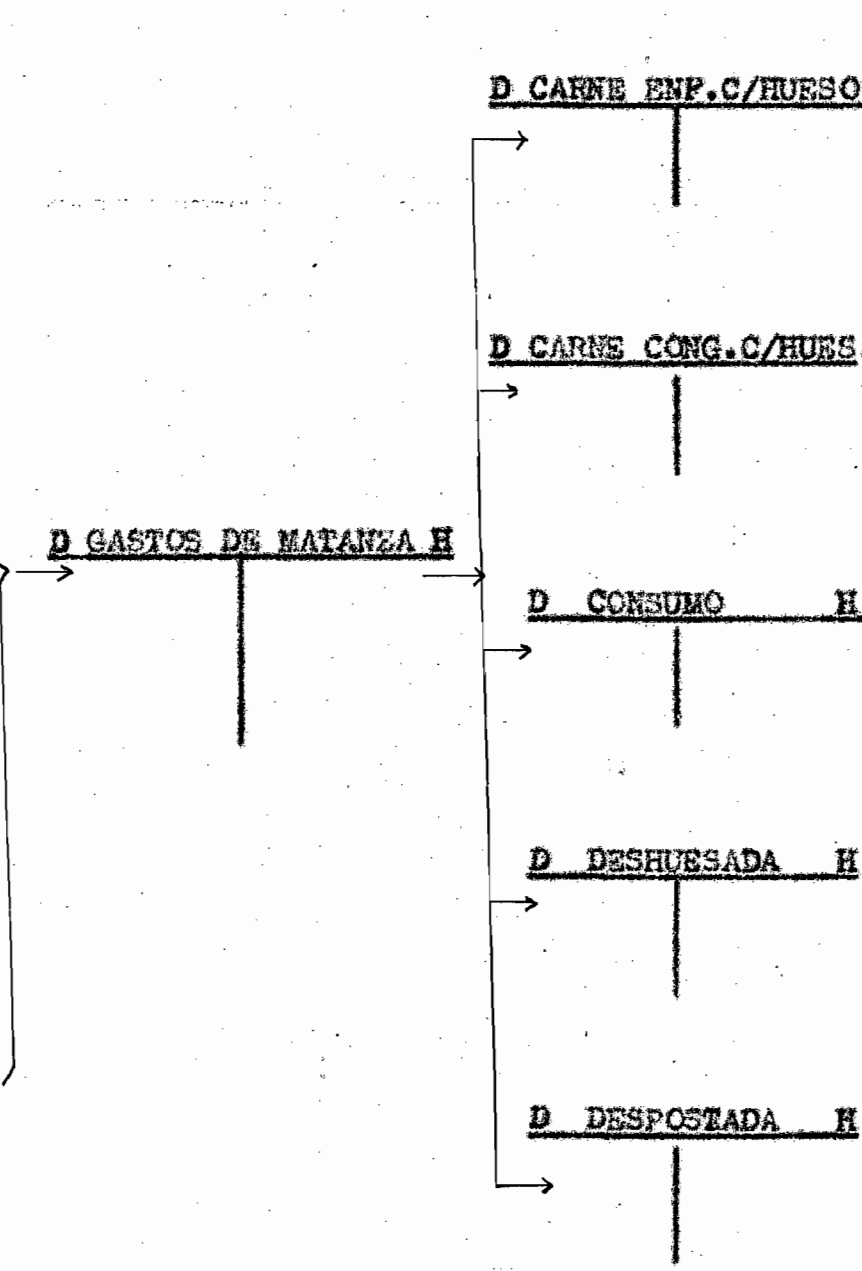 D CARNE ENF.C/HUESO
D CARNE CONG.C/HUES.
D GASTOS DE MATANZA H
D CONSUMO H
D DESHUESADA H
D DESPOSTADA H